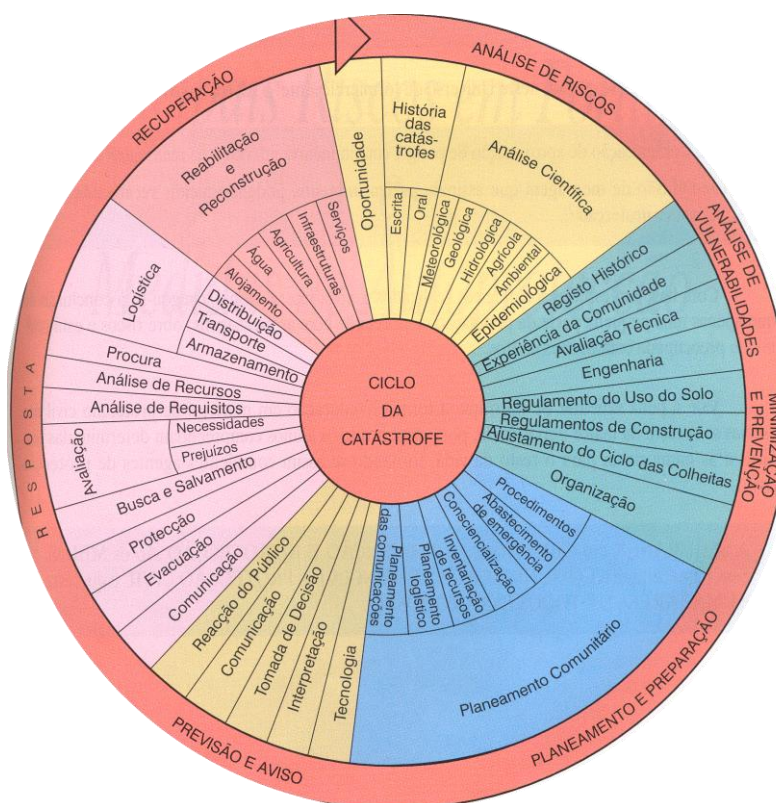 CICLO
DA
CATÁSTROFE
ANÁLISE DE RISCOS
Oportunidade
História
das
catás-
trofes
Escrita
Oral
Análise Científica
Meteorológica
Geológica
Hidrológica
Agrícola
Ambiental
Epidemiológica
ANÁLISE DE
VULNERABILIDADES
Registo Histórico
Experiência da Comunidade
Avaliação Técnica
MINIMIZAÇÃO
E PREVENÇÃO
Engenharia
Regulamento do Uso do Solo
Regulamentos de Construção
Ajustamento do Ciclo das Colheitas
Organização
PLANEAMENTO E PREPARAÇÃO
Planeamento Comunitário
Procedimentos
Abastecimento
de emergência
Consciencialização
Inventariação
de recursos
Planeamento
logístico
Planeamento
das comunicações
PREVISÃO E AVISO
Tecnologia
Interpretação
Tomada de Decisão
Comunicação
Reacção do Público
RESPOSTA
Comunicação
Evacuação
Protecção
Busca e Salvamento
Avaliação
Prejuízos
Necessidades
Análise de Requisitos
Análise de Recursos
Procura
Logística
Armazenamento
Transporte
Distribuição
RECUPERAÇÃO
Reabilitação
e
Reconstrução
Alojamento
Água
Agricultura
Infraestruturas
Serviços